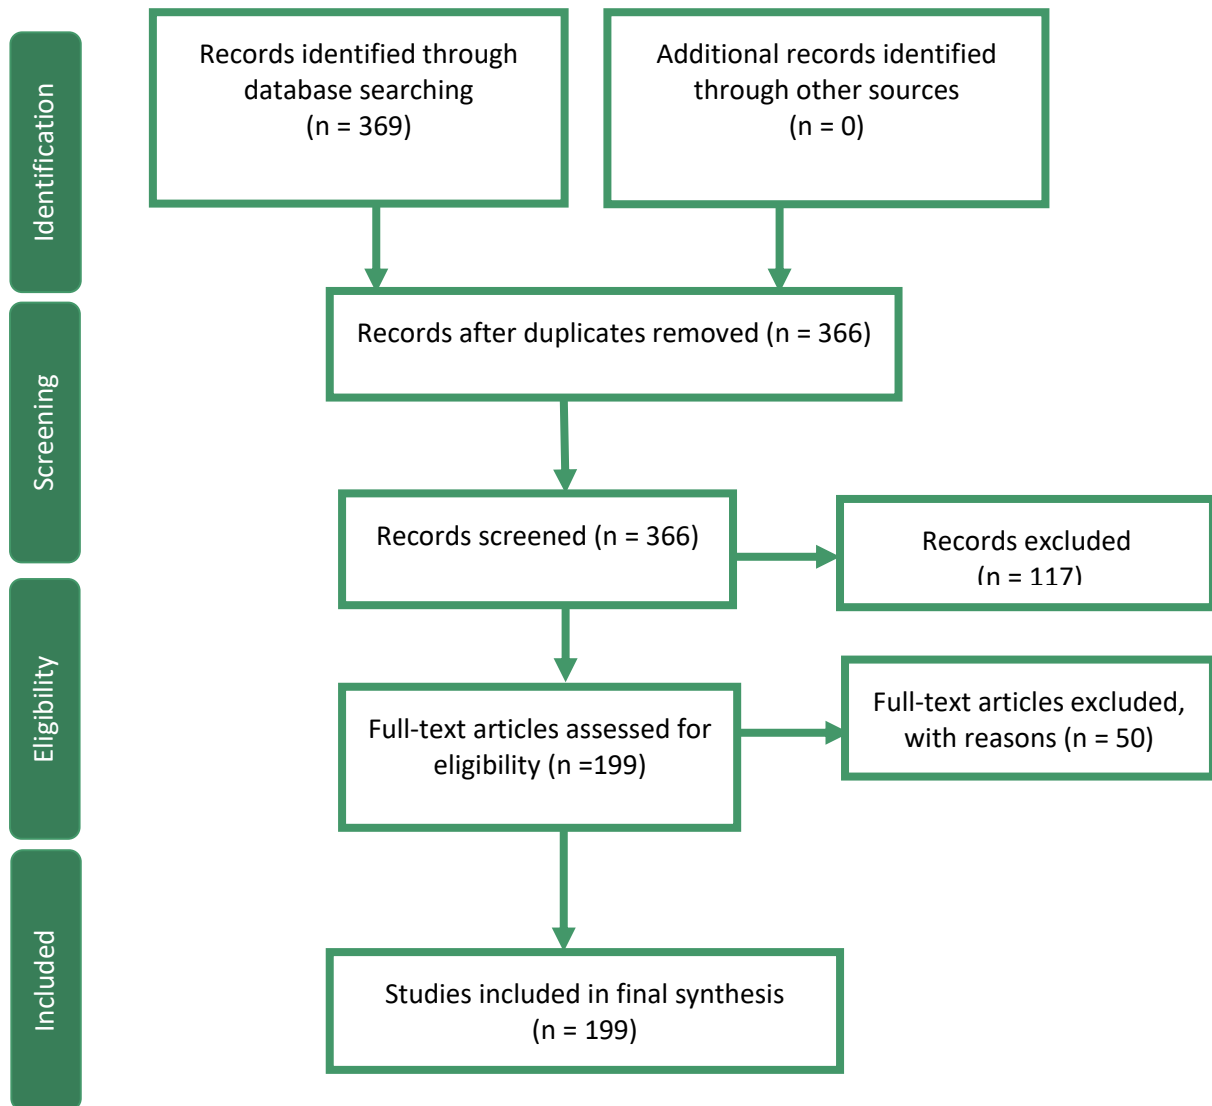 Identification
Records identified through
database searching
(n = 369)
Additional records identified
through other sources
(n = 0)
Screening
Records after duplicates removed (n = 366)
Records screened (n = 366)
Records excluded
(n = 117)
Eligibility
Full-text articles assessed for
eligibility (n =199)
Full-text articles excluded,
with reasons (n = 50)
Included
Studies included in final synthesis
(n = 199)